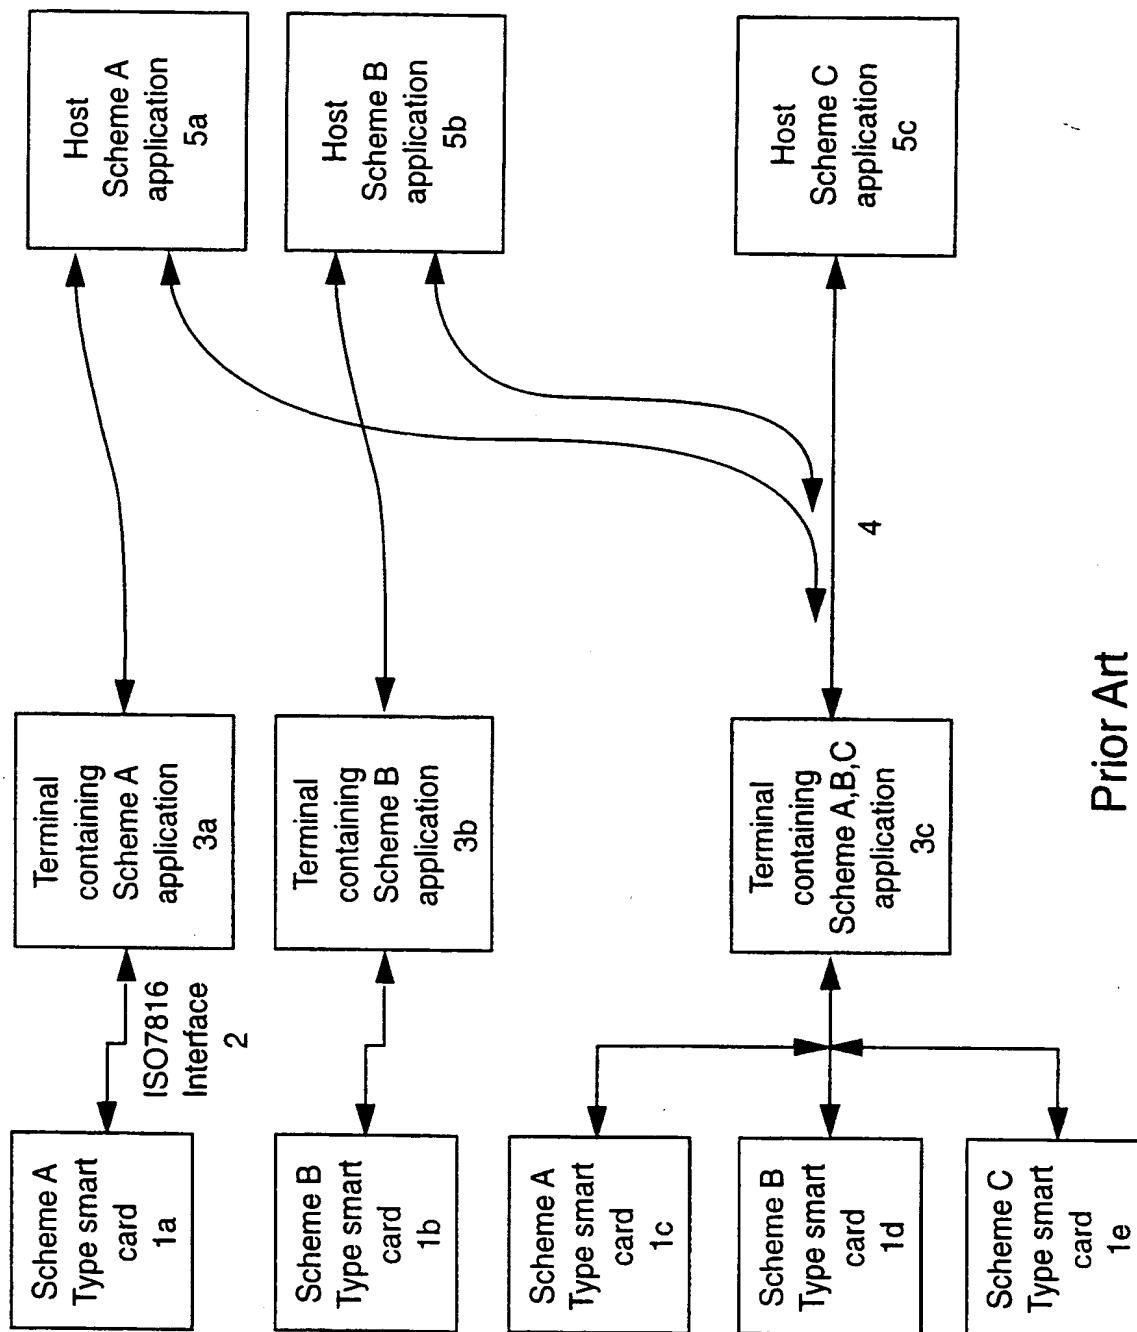 Scheme A
Type smart
card
1a
ISO7816
Interface
2
Terminal
containing
Scheme A
application
3a
Host
Scheme A
application
5a
Scheme B
Type smart
card
1b
Terminal
containing
Scheme B
application
3b
Host
Scheme B
application
5b
Scheme A
Type smart
card
1c
Scheme B
Type smart
card
1d
Scheme C
Type smart
card
1e
Terminal
containing
Scheme A,B,C
application
3c
4
Host
Scheme C
application
5c
Prior Art